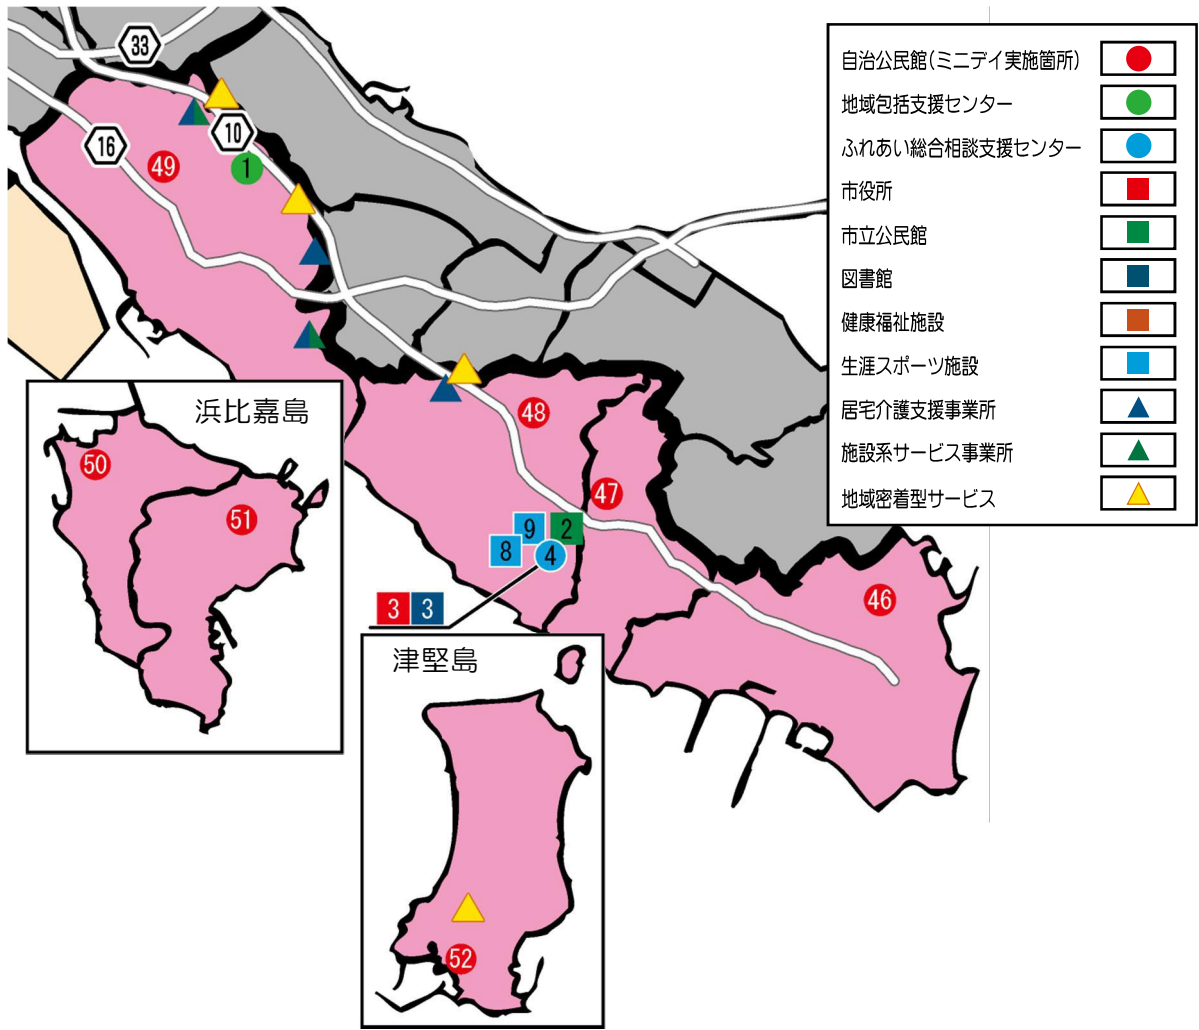 33
10
16
49
1
自治公民館(ミニデイ実施箇所)
地域包括支援センター
ふれあい総合相談支援センター
市役所
市立公民館
図書館
健康福祉施設
生涯スポーツ施設
居宅介護支援事業所
施設系サービス事業所
地域密着型サービス
浜比嘉島
50
51
48
47
9
2
8
4
3
3
46
津堅島
52